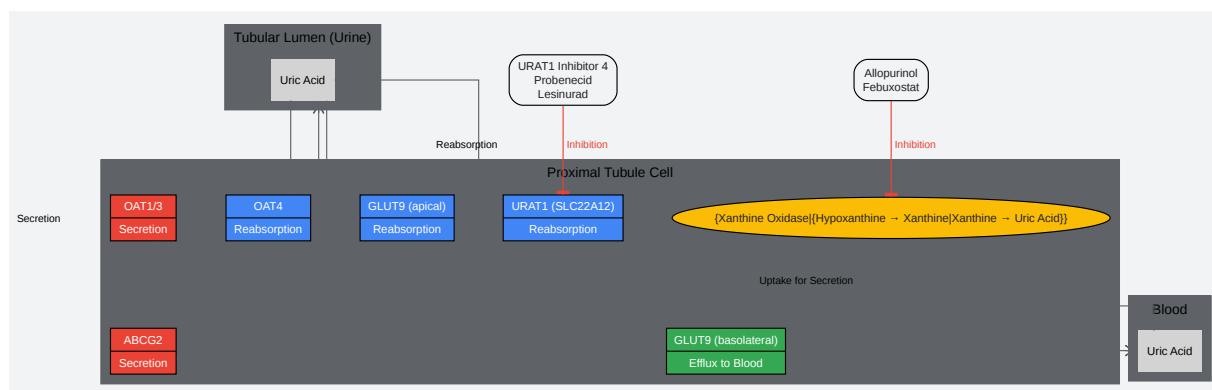 Tubular Lumen (Urine)
Uric Acid
URAT1 Inhibitor 4
Probenecid
Lesinurad
Allopurinol
Febuxostat
Reabsorption
Inhibition
Inhibition
Proximal Tubule Cell
Secretion
OAT1/3
Secretion
OAT4
Reabsorption
GLUT9 (apical)
Reabsorption
URAT1 (SLC22A12)
Reabsorption
{Xanthine Oxidase|{Hypoxanthine → Xanthine|Xanthine → Uric Acid}}
Uptake for Secretion
ABCG2
Secretion
GLUT9 (basolateral)
Efflux to Blood
Blood
Uric Acid